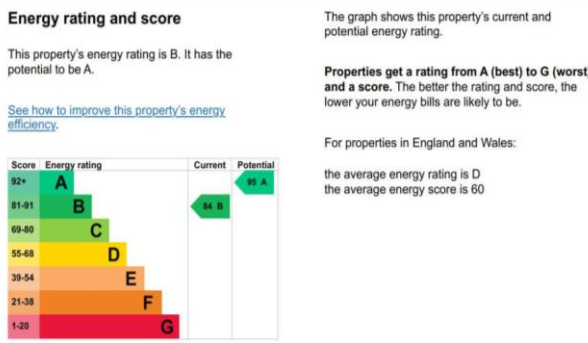 Energy rating and score
This property's energy rating is B. It has the
potential to be A.
See how to improve this property's energy
efficiency.
Score Energy rating Current Potential
92+ A 95 A
81-91 B 84 B
69-80 C
55-68 D
39-54 E
21-38 F
1-20 G
The graph shows this property's current and
potential energy rating.
Properties get a rating from A (best) to G (worst
and a score. The better the rating and score, the
lower your energy bills are likely to be.
For properties in England and Wales:
the average energy rating is D
the average energy score is 60